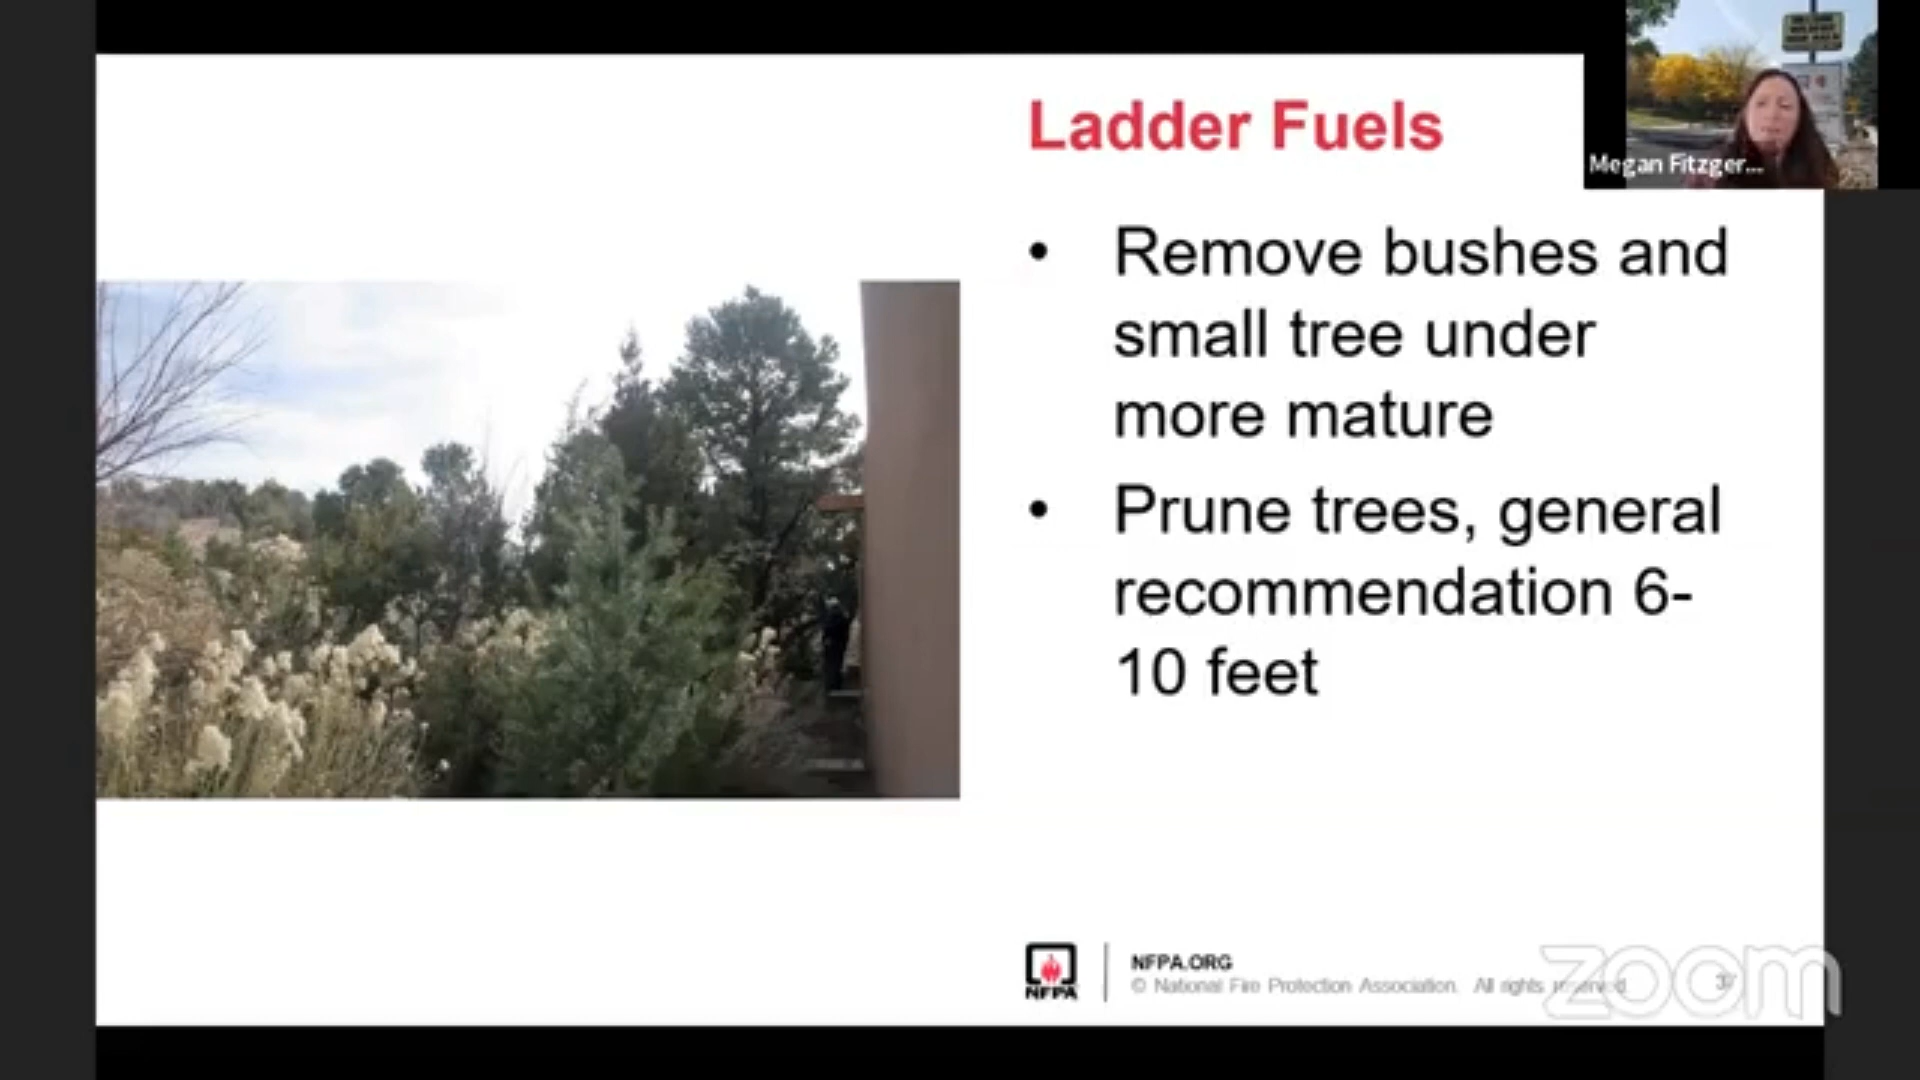 Ladder Fuels
Megan Fitzger...
• Remove bushes and
small tree under
more mature
• Prune trees, general
recommendation 6-
10 feet
NFPA
NFPA.ORG
© National Fire Protection Association. All rights reserved
zoom